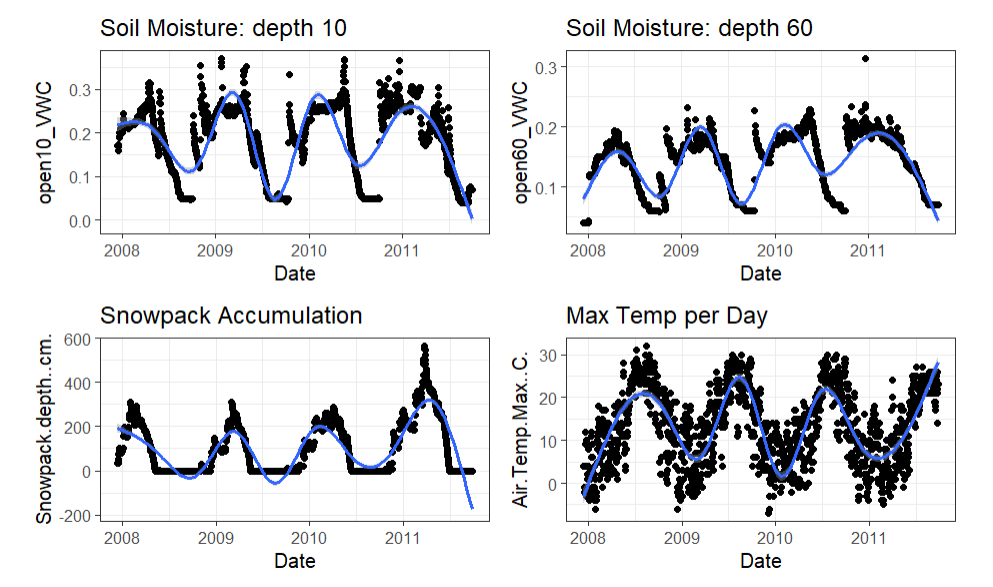 Soil Moisture: depth 10
open10_VWC
0.3
0.2
0.1
0.0
2008 2009 2010 2011
Date
Soil Moisture: depth 60
open60_VWC
0.3
0.2
0.1
2008 2009 2010 2011
Date
Snowpack Accumulation
Snowpack.depth..cm.
600
400
200
0
-200
2008 2009 2010 2011
Date
Max Temp per Day
Air.Temp.Max..C.
30
20
10
0
2008 2009 2010 2011
Date